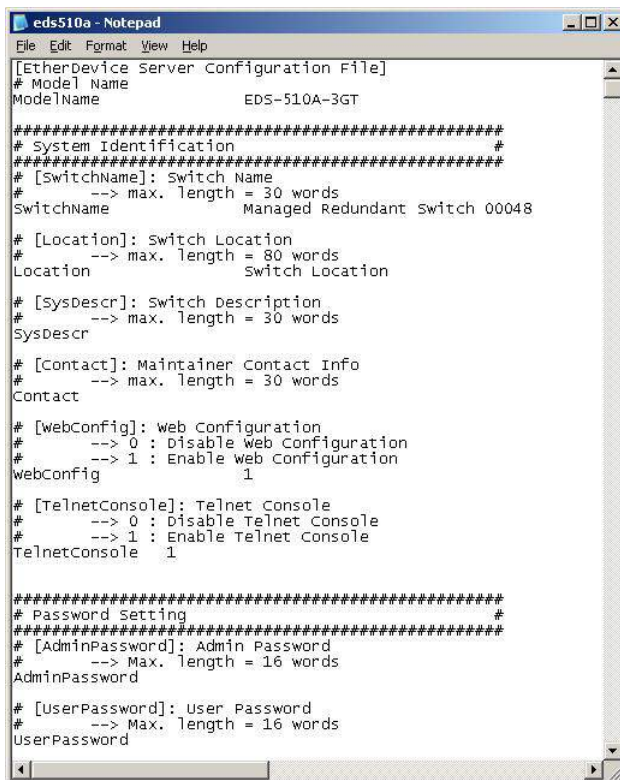 eds510a - Notepad
File Edit Format View Help
[EtherDevice Server Configuration File]
# Model Name
ModelName EDS-510A-3GT
###################################################
# System Identification #
###################################################
# [SwitchName]: Switch Name
# --> max. length = 30 words
SwitchName Managed Redundant Switch 00048
# [Location]: Switch Location
# --> max. length = 80 words
Location Switch Location
# [SysDescr]: Switch Description
# --> max. length = 30 words
SysDescr
# [Contact]: Maintainer Contact Info
# --> max. length = 30 words
Contact
# [WebConfig]: Web Configuration
# --> 0 : Disable Web Configuration
# --> 1 : Enable Web Configuration
WebConfig 1
# [TelnetConsole]: Telnet Console
# --> 0 : Disable Telnet Console
# --> 1 : Enable Telnet Console
TelnetConsole 1
###################################################
# Password Setting #
###################################################
# [AdminPassword]: Admin Password
# --> Max. length = 16 words
AdminPassword
# [UserPassword]: User Password
# --> Max. length = 16 words
UserPassword